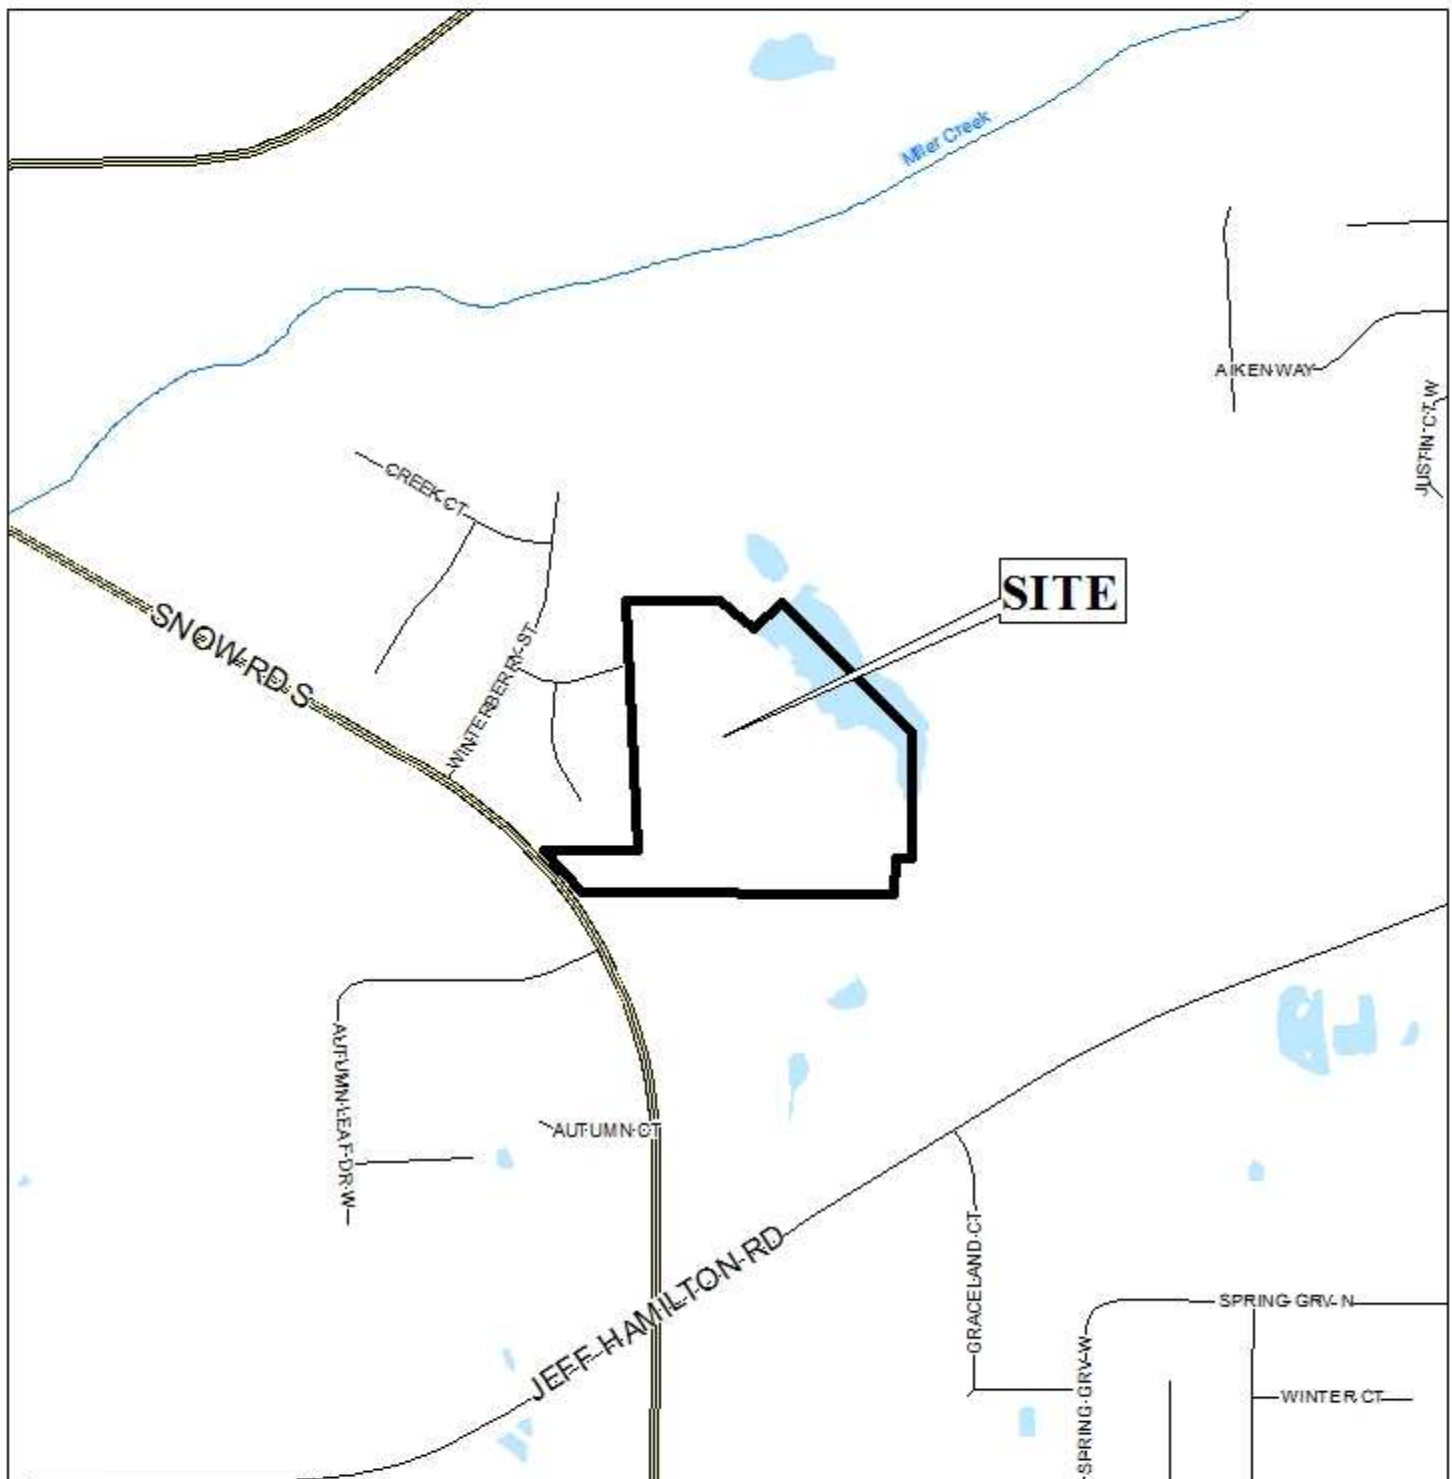 Miller Creek
AIKEN WAY
JUSTIN CT W
CREEK CT
SITE
SNOW RD S
WINTERBERRY ST
AUTUMN LEAF DR W
AUTUMN CT
JEFF HAMILTON RD
GRACELAND CT
SPRING GRV N
SPRING GRV W
WINTER CT